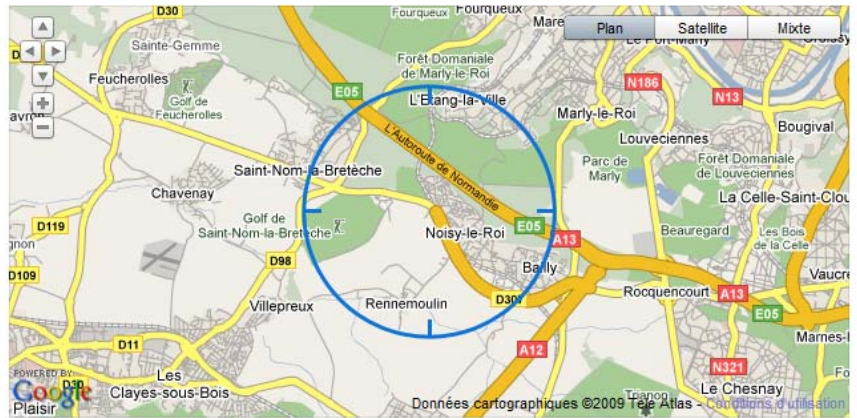 D30
Fourqueux
Fourqueux
Mare
Plan
Satellite
Mixte
Sainte-Gemme
Le Port-Marly
Croissy
Feucherolles
Forêt Domaniale
de Marly-le Roi
N186
E05
N13
Golf de
Feucherolles
L'Etang-la-Ville
Marly-le-Roi
Bougival
L'Autoroute de Normandie
Louveciennes
Saint-Nom-la-Bretèche
Parc de
Marly
Forêt Domaniale
de Louveciennes
Chavenay
La Celle-Saint-Clou
D119
Golf de
Saint-Nom-la-Bretèche
Noisy-le-Roi
E05
A13
Beauregard
Les Bois
de la Celle
gnon
D98
Bailly
D109
Vaucre
Villepreux
Rennemoulin
D307
Rocquencourt
A13
E05
D11
A12
Marnes-l
N321
POWERED BY
Google
D30
Les
Clayes-sous-Bois
Trianon
Le Chesnay
Plaisir
Données cartographiques ©2009 Tele Atlas - Conditions d'utilisation